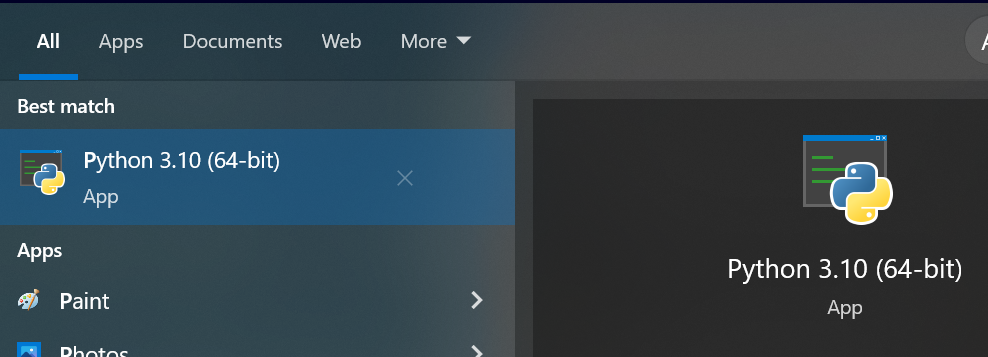 All Apps Documents Web More
Best match
Python 3.10 (64-bit)
App
Apps
Paint
Photos
A
Python 3.10 (64-bit)
App